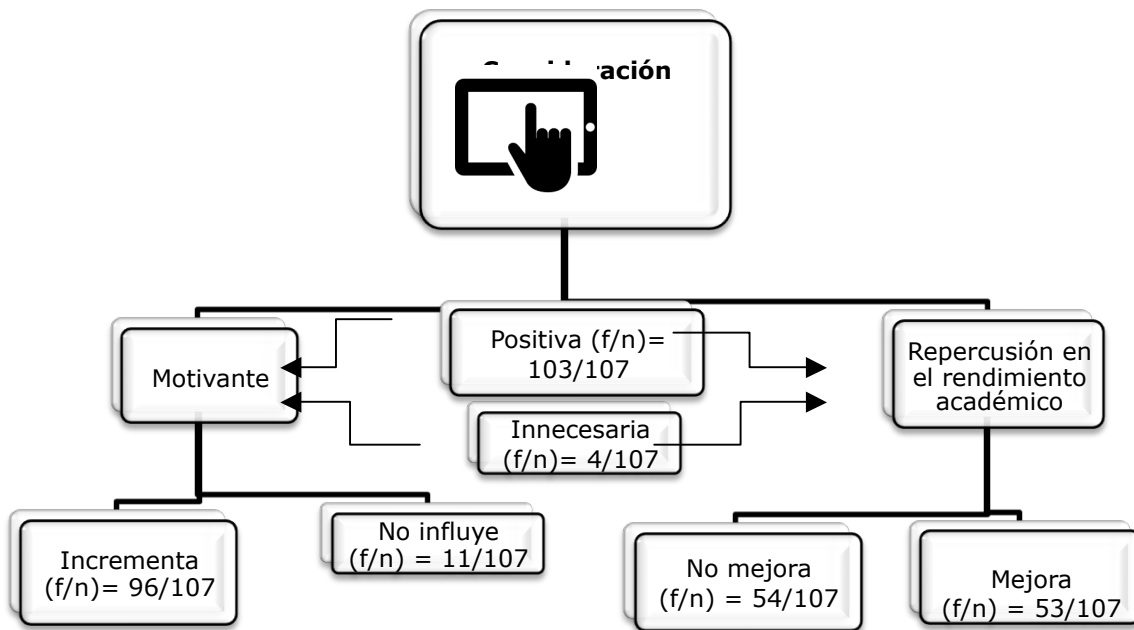 Positiva (f/n)=
103/107
Innecesaria
(f/n)= 4/107
Motivante
Incrementa
(f/n)= 96/107
No influye
(f/n) = 11/107
Repercusión en
el rendimiento
académico
No mejora
(f/n) = 54/107
Mejora
(f/n) = 53/107